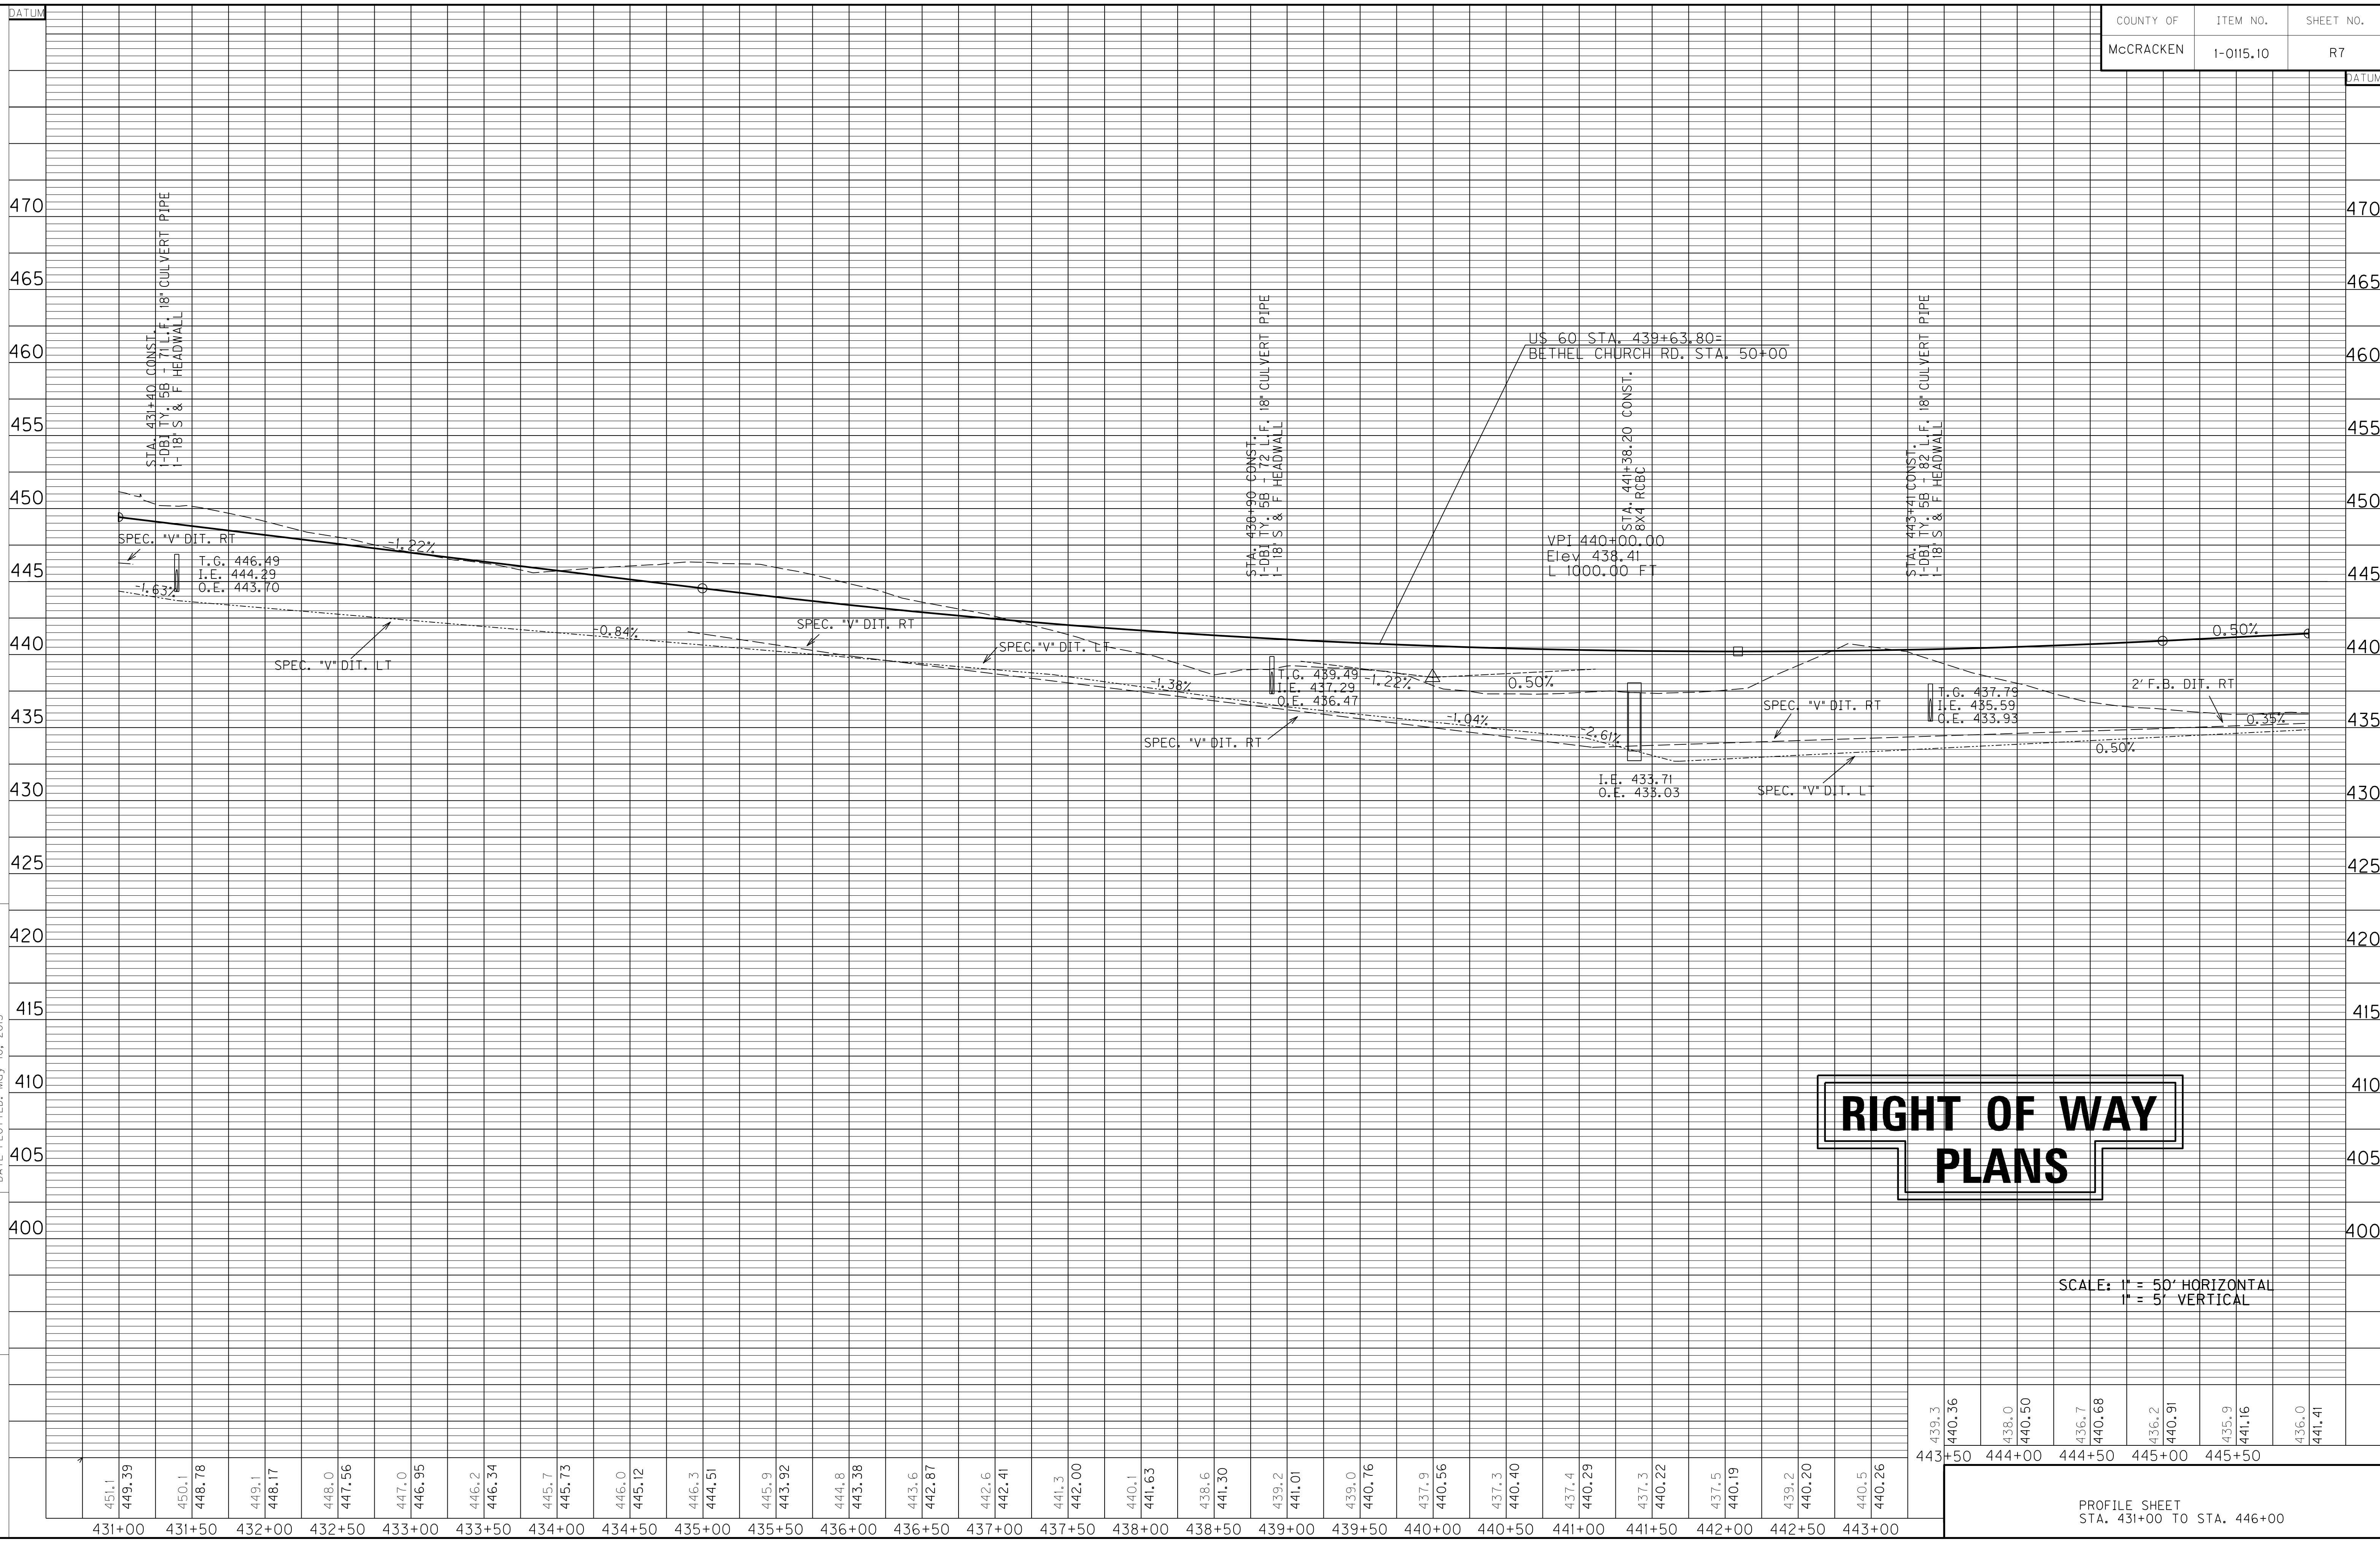 DATUM
COUNTY OF
ITEM NO.
SHEET NO.
McCRACKEN
1-0115.10
R7
DATUM
470
465
460
455
450
445
440
435
430
425
420
415
410
405
400
470
465
460
455
450
445
440
435
430
425
420
415
410
405
400
STA. 431+40 CONST.
1-DBI TY. 5B - 71 L.F. 18" CULVERT PIPE
1- 18" S & F HEADWALL
SPEC. "V" DIT. RT
T.G. 446.49
I.E. 444.29
O.E. 443.70
-1.63%
-1.22%
SPEC. "V" DIT. LT
-0.84%
SPEC. "V" DIT. RT
SPEC. "V" DIT. LT
-1.38%
STA. 438+90 CONST.
1-DBI TY. 5B - 72 L.F. 18" CULVERT PIPE
1- 18" S & F HEADWALL
T.G. 439.49
I.E. 437.29
O.E. 436.47
SPEC. "V" DIT. RT
-1.22%
0.50%
-1.04%
US 60 STA. 439+63.80=
BETHEL CHURCH RD. STA. 50+00
VPI 440+00.00
Elev 438.41
L 1000.00 FT
STA. 441+38.20 CONST.
8X4 RCBC
-2.61%
I.E. 433.71
O.E. 433.03
SPEC. "V" DIT. RT
SPEC. "V" DIT. LT
STA. 443+41 CONST.
1-DBI TY. 5B - 82 L.F. 18" CULVERT PIPE
1- 18" S & F HEADWALL
T.G. 437.79
I.E. 435.59
O.E. 433.93
2' F.B. DIT. RT
0.50%
0.35%
0.50%
RIGHT OF WAY
PLANS
SCALE: 1" = 50' HORIZONTAL
1" = 5' VERTICAL
439.3
440.36
438.0
440.50
436.7
440.68
436.2
440.91
435.9
441.16
436.0
441.41
443+50 444+00 444+50 445+00 445+50
451.1
449.39
450.1
448.78
449.1
448.17
448.0
447.56
447.0
446.95
446.2
446.34
445.7
445.73
446.0
445.12
446.3
444.51
445.9
443.92
444.8
443.38
443.6
442.87
442.6
442.41
441.3
442.00
440.1
441.63
438.6
441.30
439.2
441.01
439.0
440.76
437.9
440.56
437.3
440.40
437.4
440.29
437.3
440.22
437.5
440.19
439.2
440.20
440.5
440.26
431+00 431+50 432+00 432+50 433+00 433+50 434+00 434+50 435+00 435+50 436+00 436+50 437+00 437+50 438+00 438+50 439+00 439+50 440+00 440+50 441+00 441+50 442+00 442+50 443+00
PROFILE SHEET
STA. 431+00 TO STA. 446+00